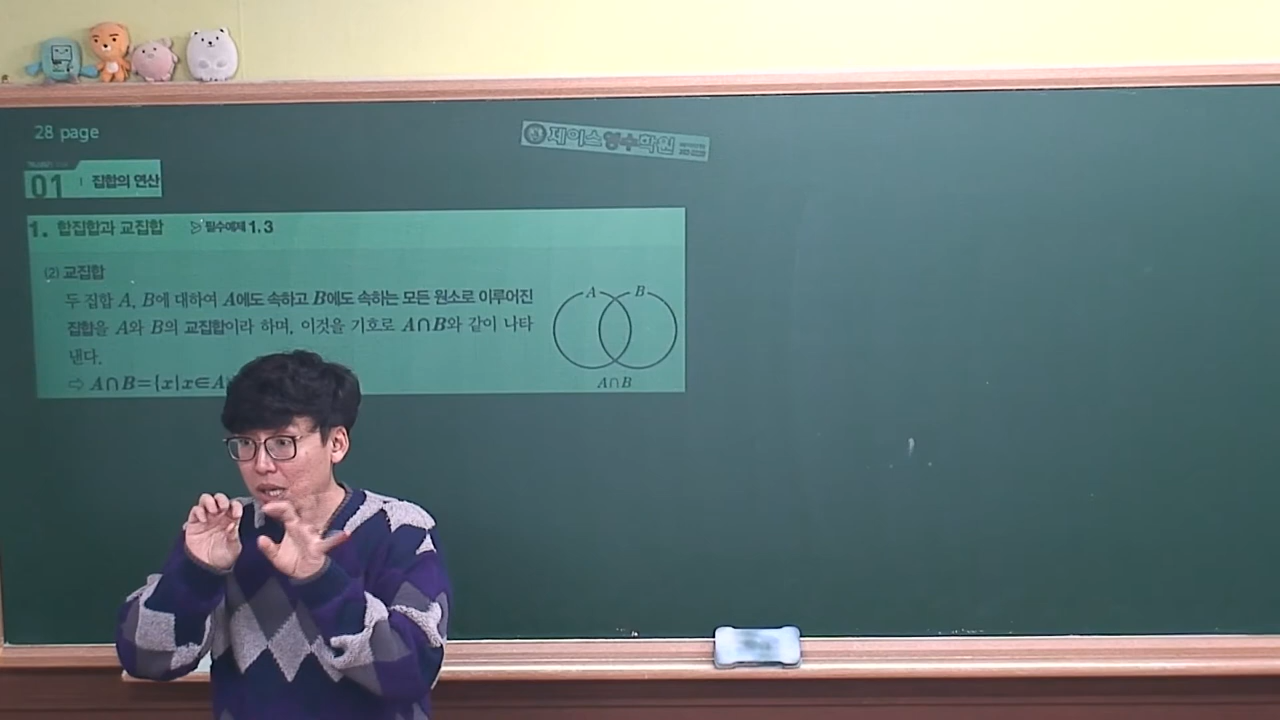 28 page
제이스영수학원
01 집합의 연산
1. 합집합과 교집합 ▷ 필수예제 1, 3
(2) 교집합
두 집합 A, B에 대하여 A에도 속하고 B에도 속하는 모든 원소로 이루어진
집합을 A와 B의 교집합이라 하며, 이것을 기호로 A∩B와 같이 나타
낸다.
⇨ A∩B={x|x∈A
A B
A∩B